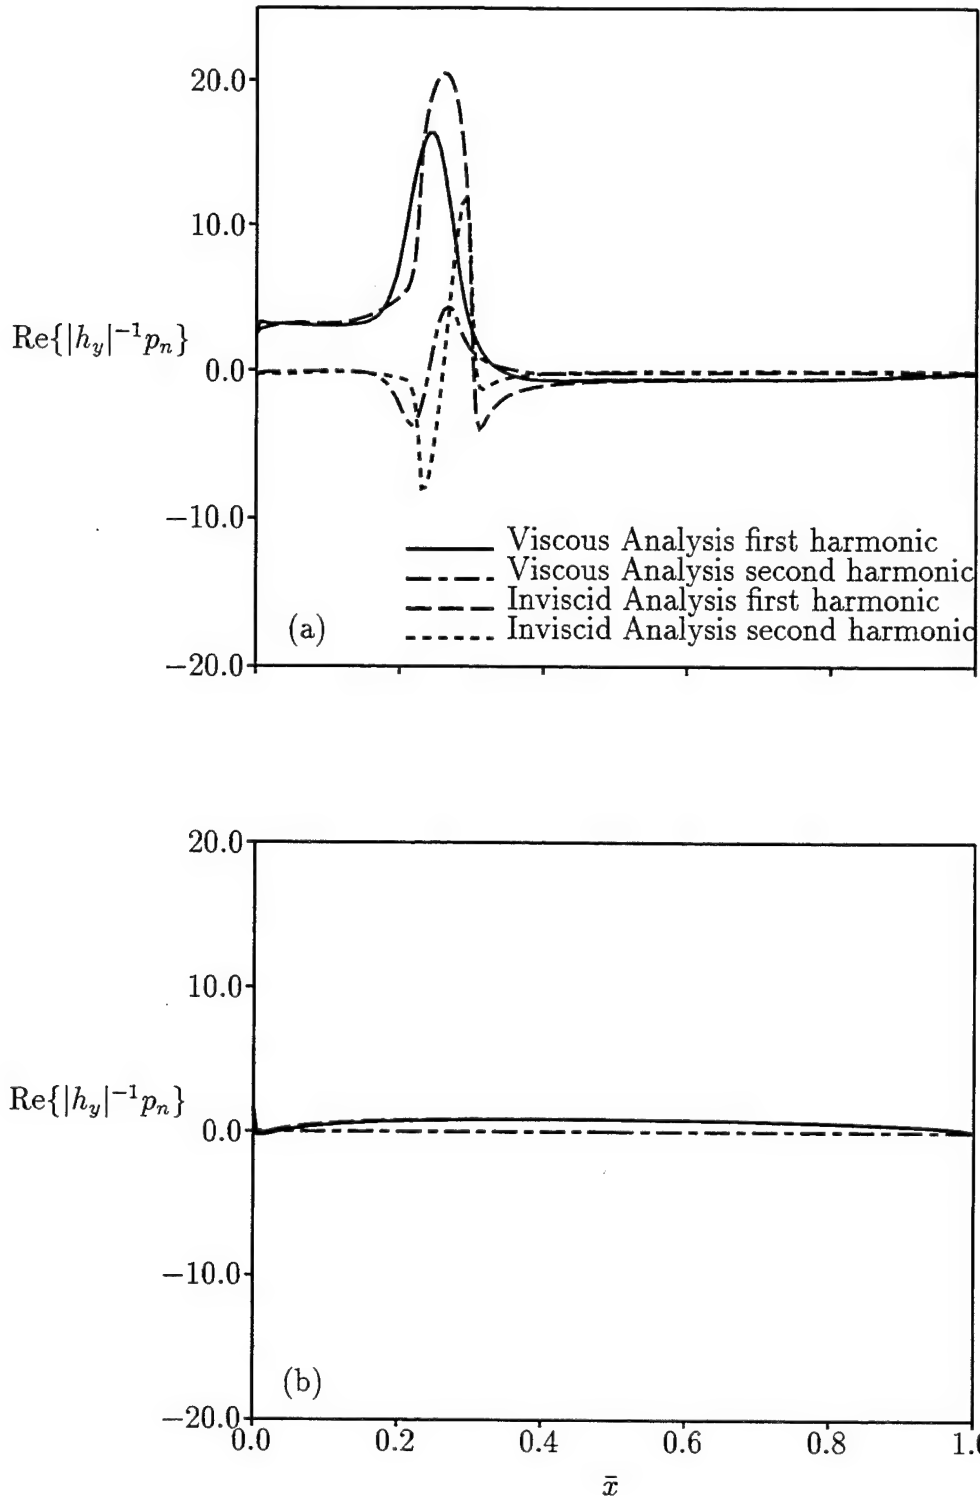 20.0
10.0
Re{|h_y|^{-1}p_n}
0.0
−10.0
Viscous Analysis first harmonic
Viscous Analysis second harmonic
Inviscid Analysis first harmonic
(a)
Inviscid Analysis second harmonic
−20.0
20.0
10.0
Re{|h_y|^{-1}p_n}
0.0
−10.0
(b)
−20.0
0.0 0.2 0.4 0.6 0.8 1.0
x̄